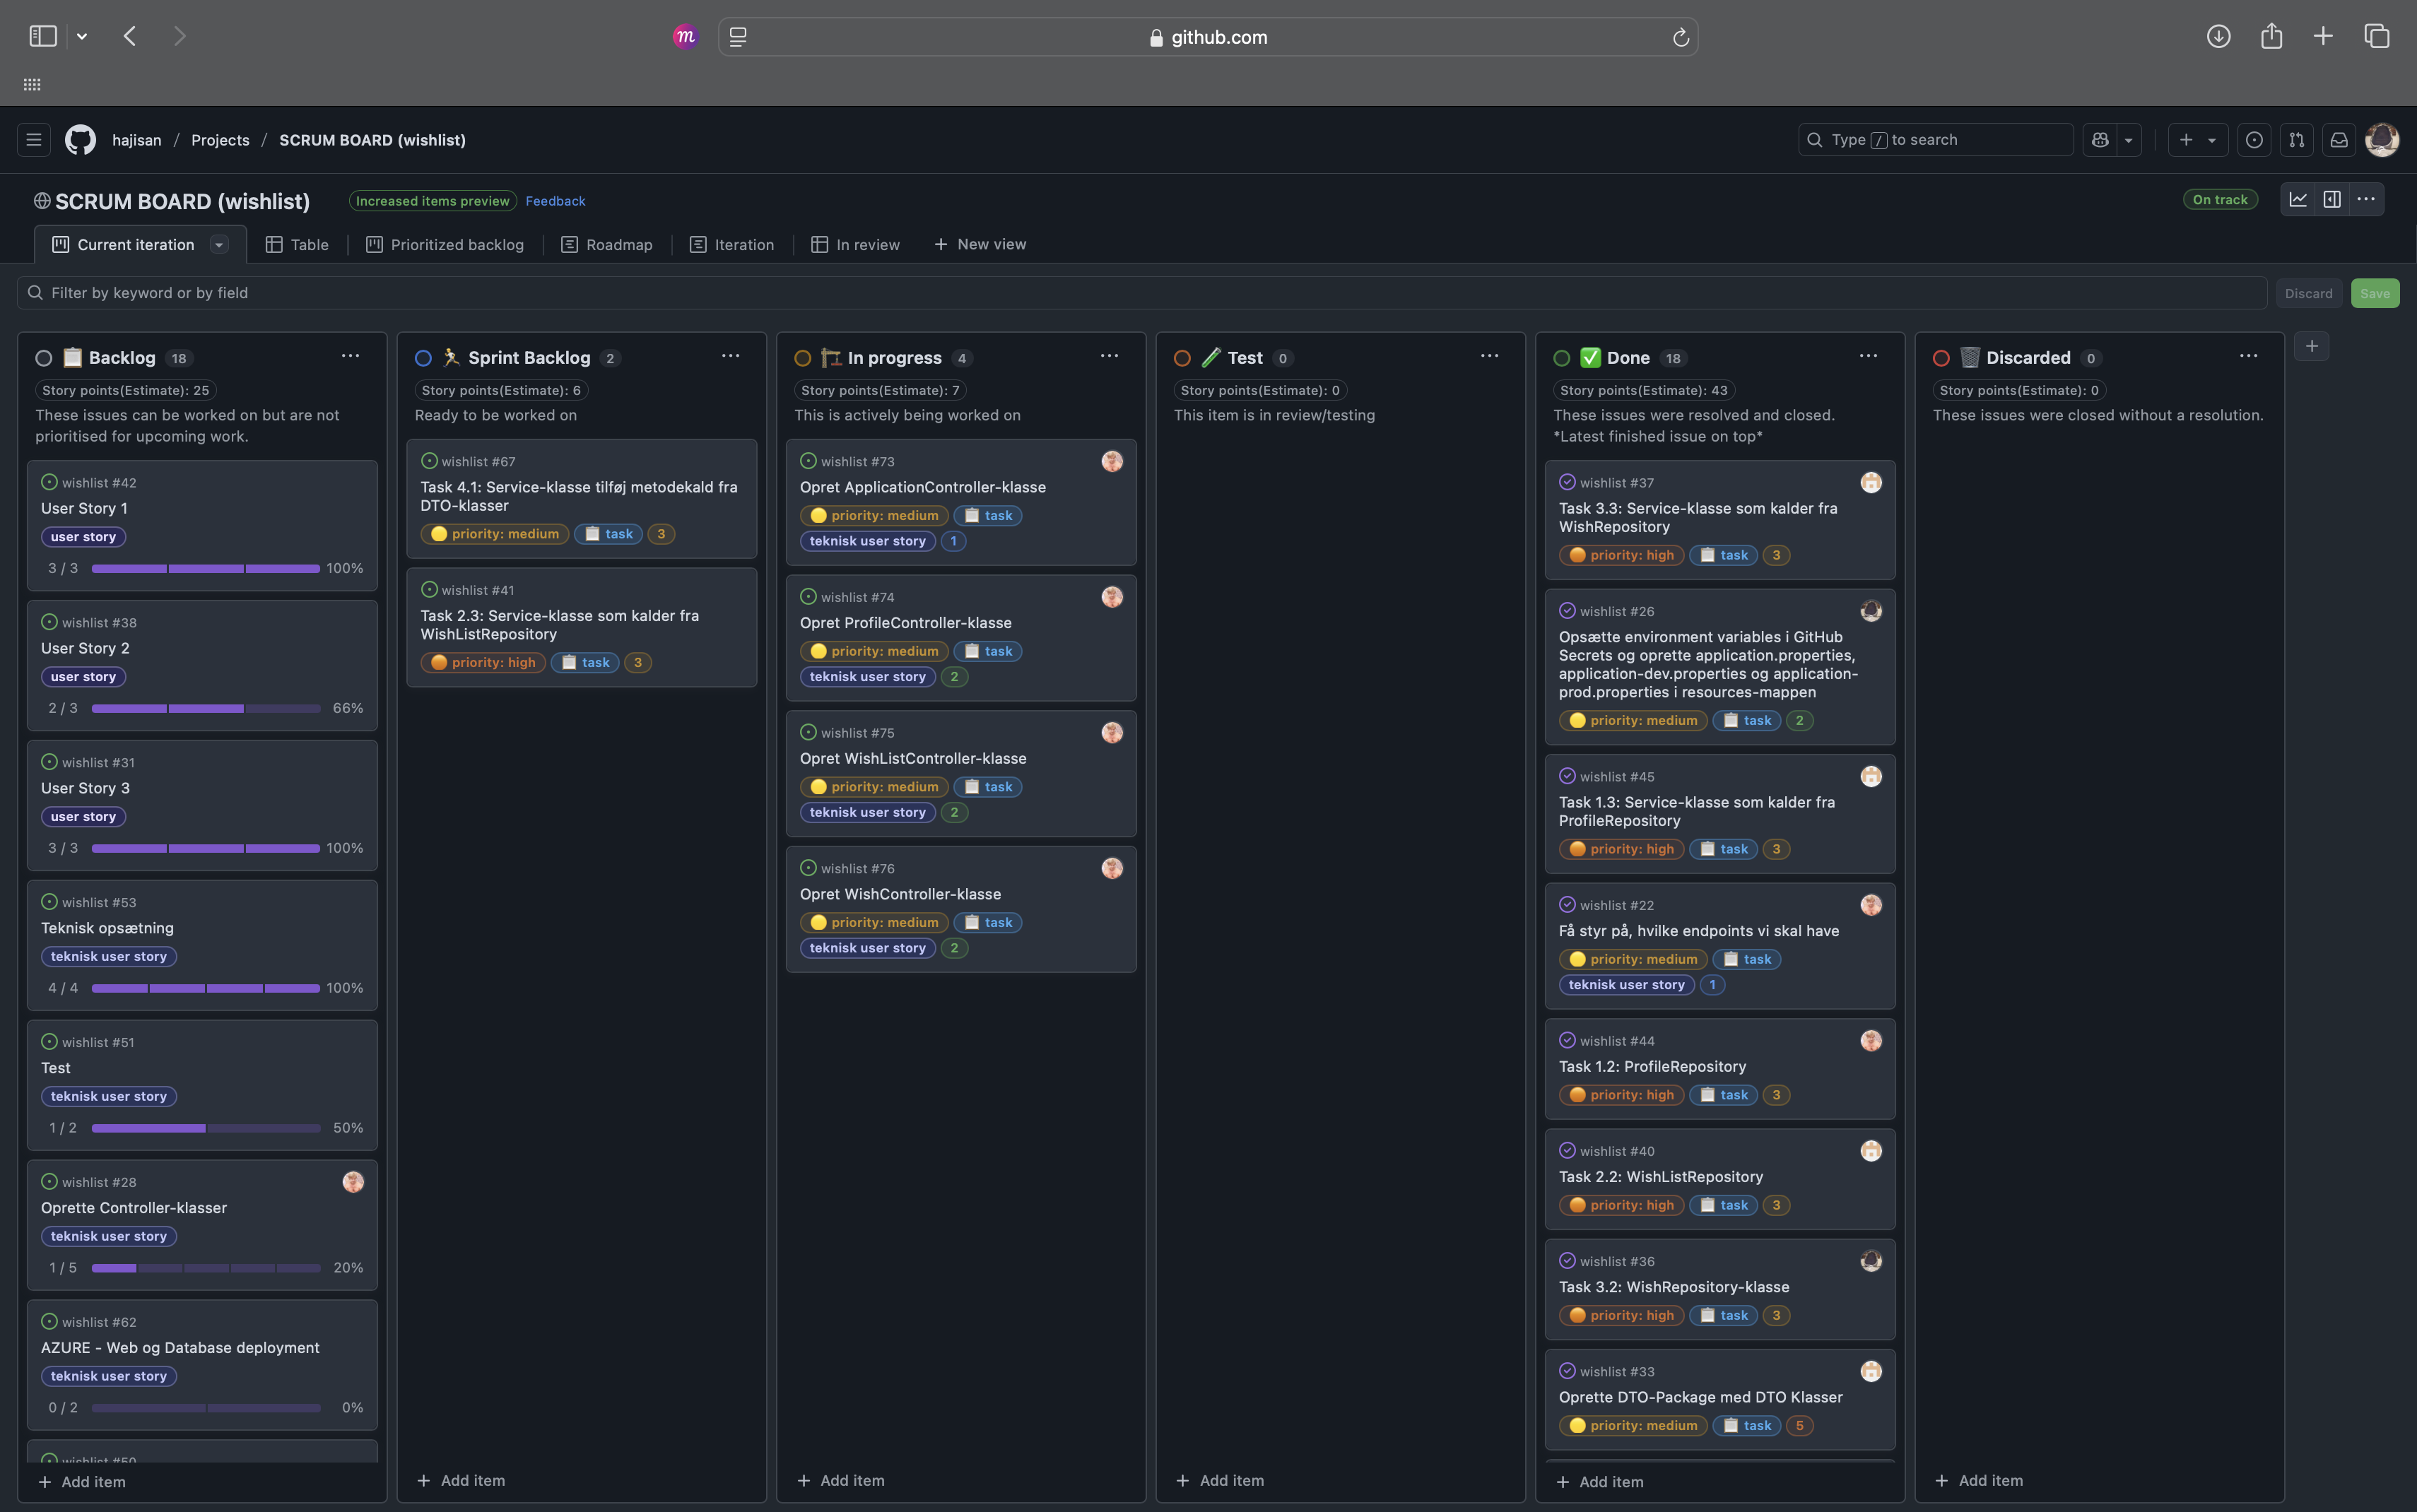 m
github.com
hajisan / Projects / SCRUM BOARD (wishlist)
Type / to search
SCRUM BOARD (wishlist)
Increased items preview
Feedback
On track
Current iteration
Table
Prioritized backlog
Roadmap
Iteration
In review
New view
Filter by keyword or by field
Discard
Save
Backlog 18
Story points(Estimate): 25
These issues can be worked on but are not
prioritised for upcoming work.
wishlist #42
User Story 1
user story
3 / 3 100%
wishlist #38
User Story 2
user story
2 / 3 66%
wishlist #31
User Story 3
user story
3 / 3 100%
wishlist #53
Teknisk opsætning
teknisk user story
4 / 4 100%
wishlist #51
Test
teknisk user story
1 / 2 50%
wishlist #28
Oprette Controller-klasser
teknisk user story
1 / 5 20%
wishlist #62
AZURE - Web og Database deployment
teknisk user story
0 / 2 0%
wishlist #50
Add item
Sprint Backlog 2
Story points(Estimate): 6
Ready to be worked on
wishlist #67
Task 4.1: Service-klasse tilføj metodekald fra
DTO-klasser
priority: medium task 3
wishlist #41
Task 2.3: Service-klasse som kalder fra
WishListRepository
priority: high task 3
Add item
In progress 4
Story points(Estimate): 7
This is actively being worked on
wishlist #73
Opret ApplicationController-klasse
priority: medium task
teknisk user story 1
wishlist #74
Opret ProfileController-klasse
priority: medium task
teknisk user story 2
wishlist #75
Opret WishListController-klasse
priority: medium task
teknisk user story 2
wishlist #76
Opret WishController-klasse
priority: medium task
teknisk user story 2
Add item
Test 0
Story points(Estimate): 0
This item is in review/testing
Add item
Done 18
Story points(Estimate): 43
These issues were resolved and closed.
*Latest finished issue on top*
wishlist #37
Task 3.3: Service-klasse som kalder fra
WishRepository
priority: high task 3
wishlist #26
Opsætte environment variables i GitHub
Secrets og oprette application.properties,
application-dev.properties og application-
prod.properties i resources-mappen
priority: medium task 2
wishlist #45
Task 1.3: Service-klasse som kalder fra
ProfileRepository
priority: high task 3
wishlist #22
Få styr på, hvilke endpoints vi skal have
priority: medium task
teknisk user story 1
wishlist #44
Task 1.2: ProfileRepository
priority: high task 3
wishlist #40
Task 2.2: WishListRepository
priority: high task 3
wishlist #36
Task 3.2: WishRepository-klasse
priority: high task 3
wishlist #33
Oprette DTO-Package med DTO Klasser
priority: medium task 5
Add item
Discarded 0
Story points(Estimate): 0
These issues were closed without a resolution.
Add item